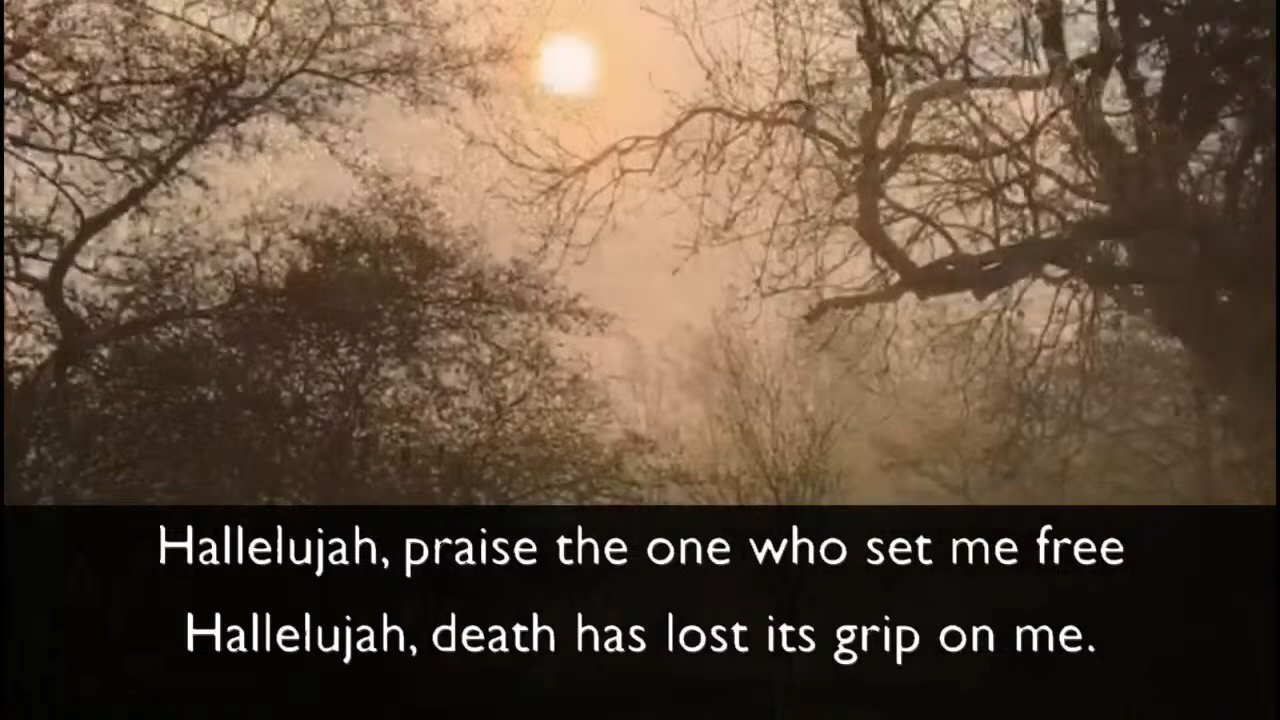 Hallelujah, praise the one who set me free
Hallelujah, death has lost its grip on me.